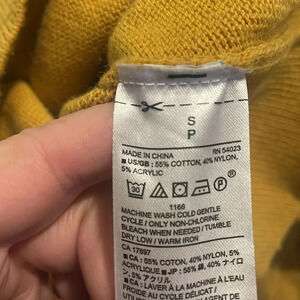 S
P
MADE IN CHINA RN 54023
■ US/GB: 55% COTTON, 40% NYLON,
5% ACRYLIC
30
1166
MACHINE WASH COLD GENTLE
CYCLE / ONLY NON-CHLORINE
BLEACH WHEN NEEDED / TUMBLE
DRY LOW / WARM IRON
CA 17897
■ CA: 55% COTTON, 40% NYLON, 5%
ACRYLIQUE ■ JP: 55% 綿, 40% ナイロ
ン, 5% アクリル
CA: LAVER À LA MACHINE À L'EAU
FROIDE AU CYCLE DÉLICAT /